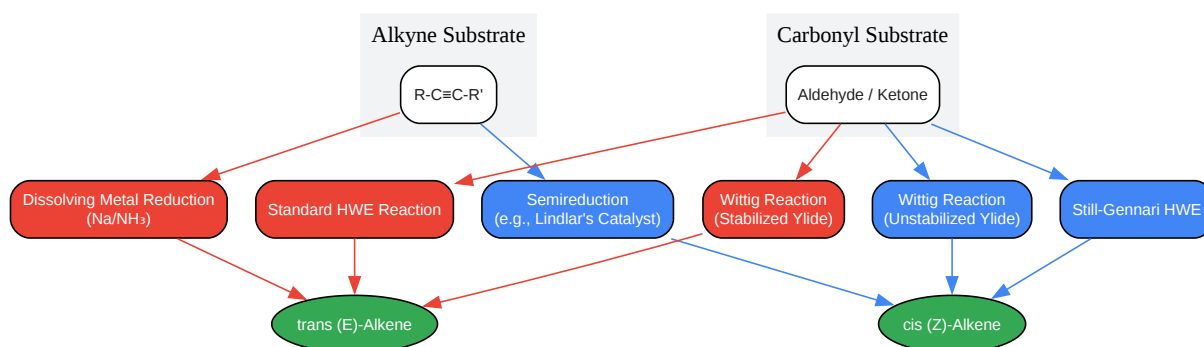 Alkyne Substrate
Carbonyl Substrate
R-C≡C-R'
Aldehyde / Ketone
Dissolving Metal Reduction
(Na/NH₃)
Standard HWE Reaction
Semireduction
(e.g., Lindlar's Catalyst)
Wittig Reaction
(Stabilized Ylide)
Wittig Reaction
(Unstabilized Ylide)
Still-Gennari HWE
trans (E)-Alkene
cis (Z)-Alkene